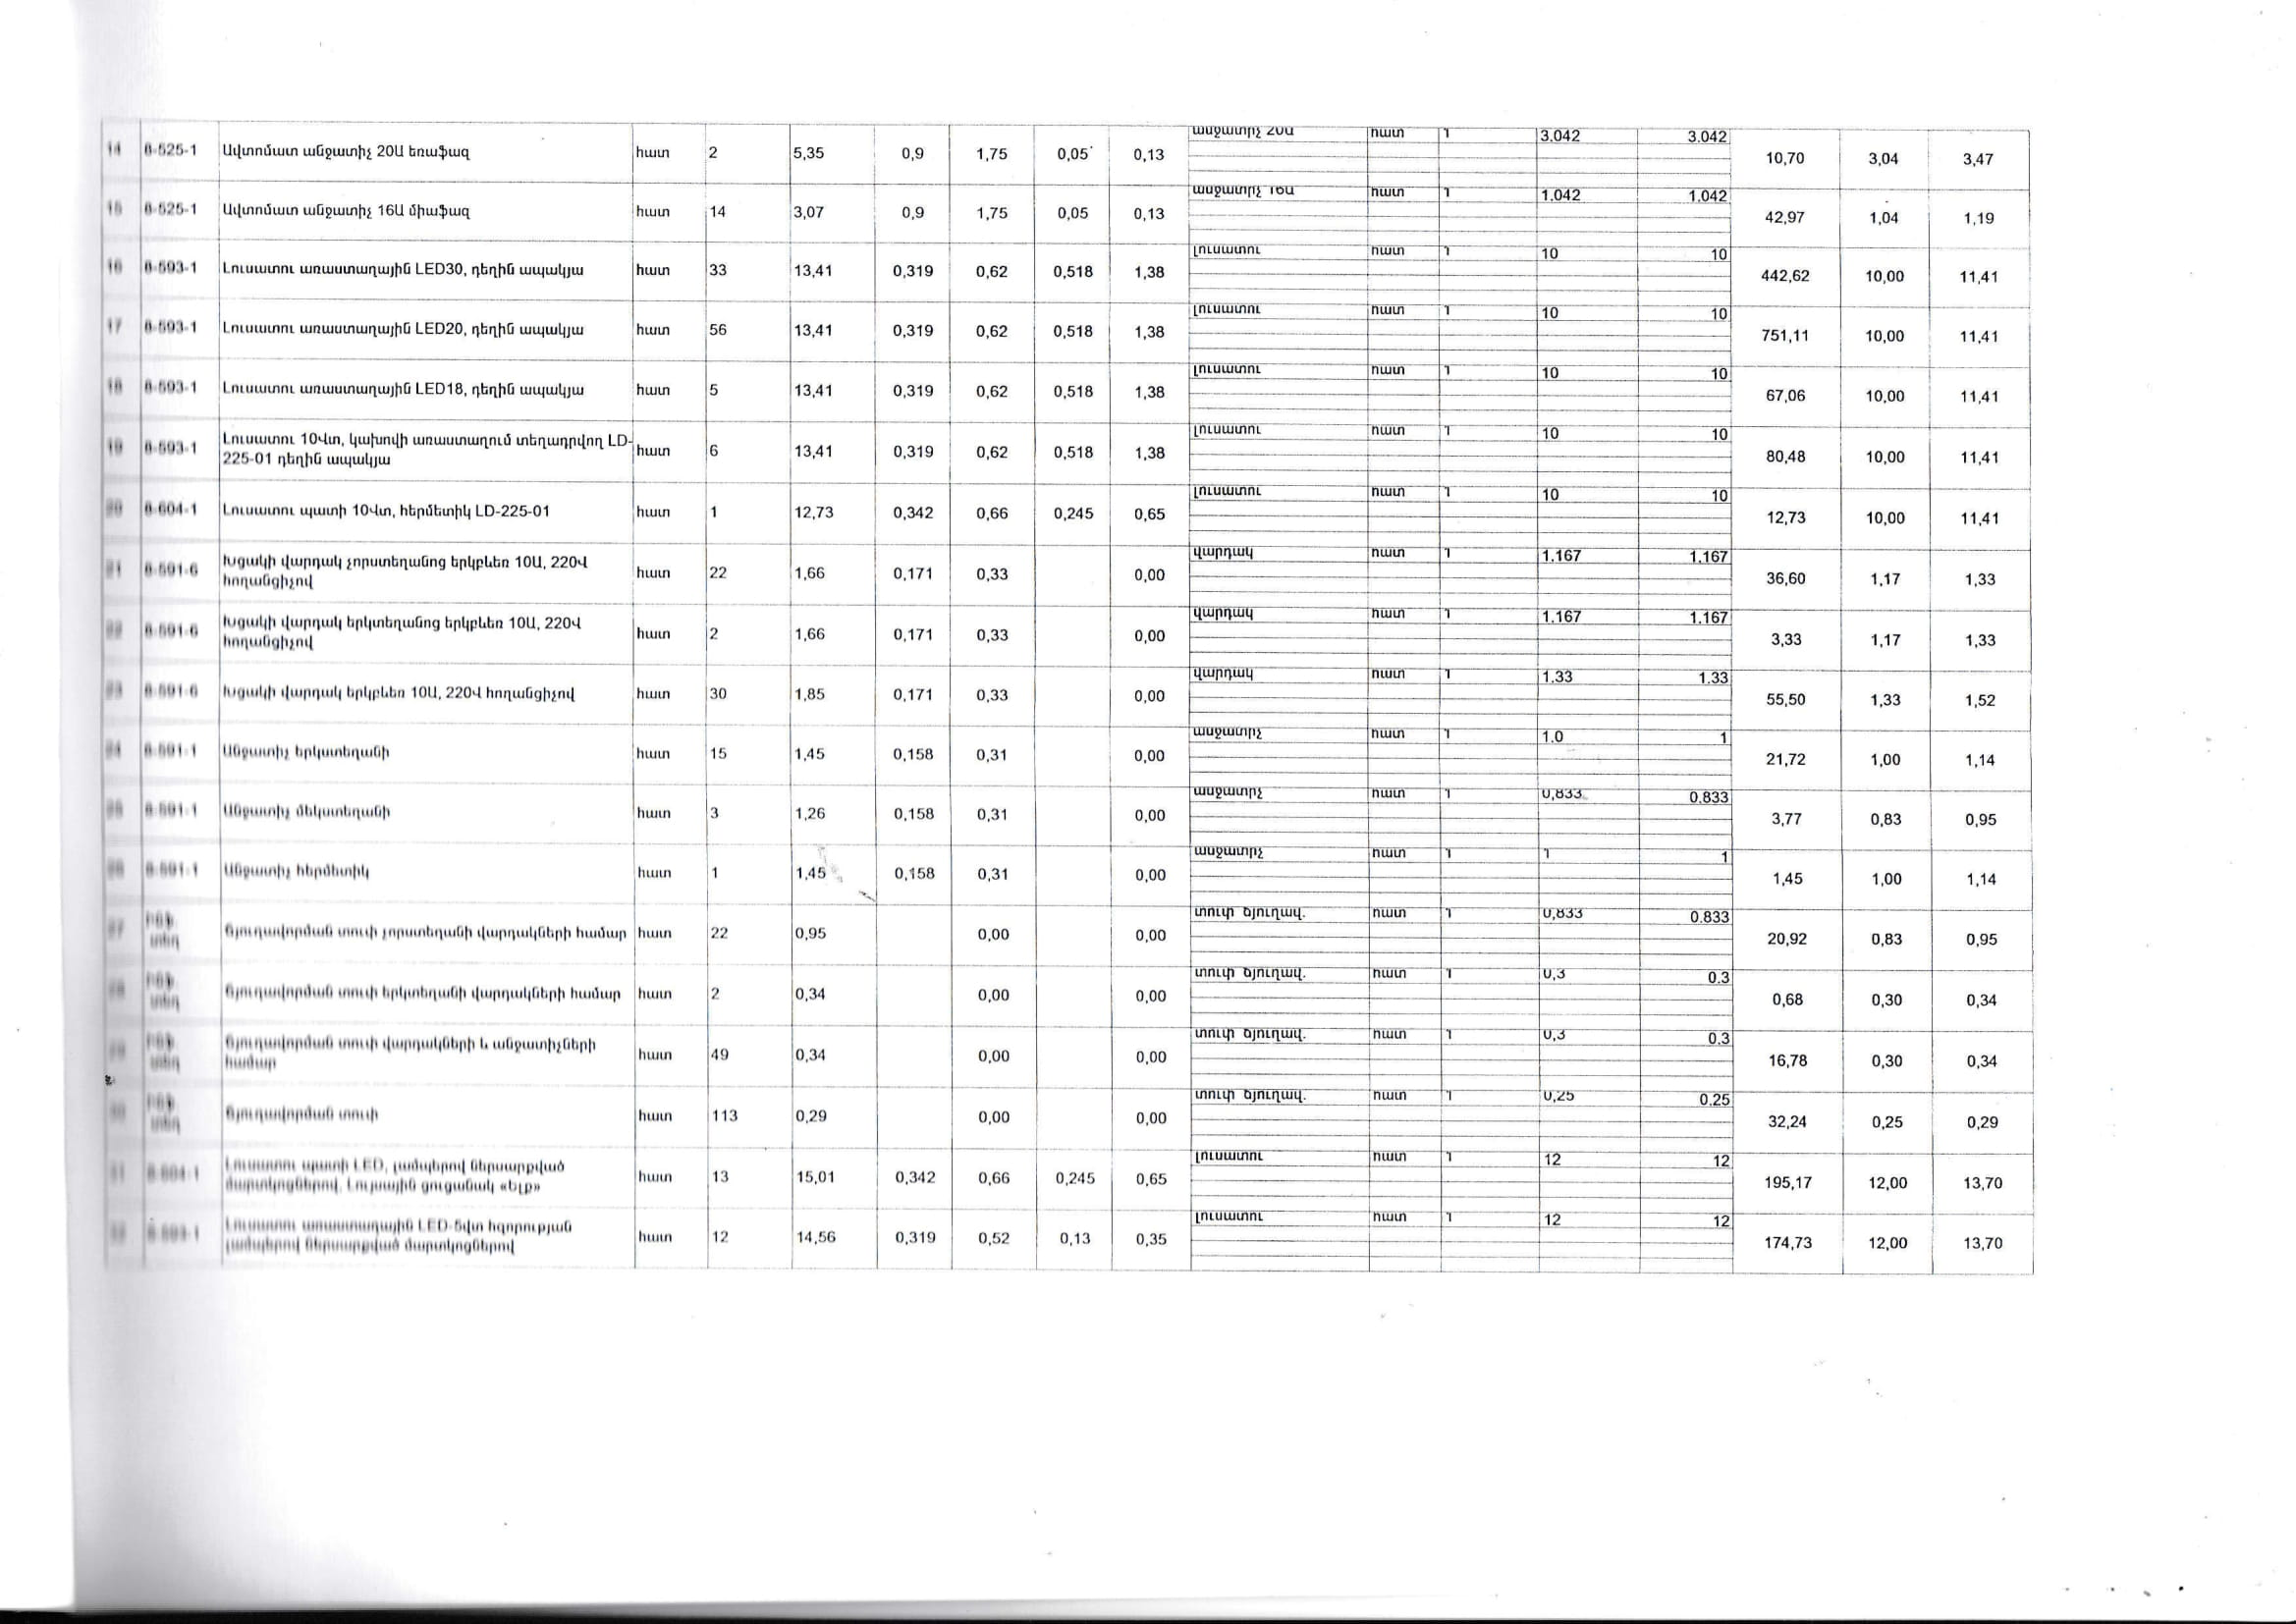 14 8-525-1 Ավտոմատ անջատիչ 20Ա եռաֆազ հատ 2 5,35 0,9 1,75 0,05 0,13 անջատիչ 20Ա հատ 1 3.042 3.042 10,70 3,04 3,47
15 8-525-1 Ավտոմատ անջատիչ 16Ա միաֆազ հատ 14 3,07 0,9 1,75 0,05 0,13 անջատիչ 16Ա հատ 1 1.042 1.042 42,97 1,04 1,19
16 8-593-1 Լուսատու առաստաղային LED30, դեղին ապակյա հատ 33 13,41 0,319 0,62 0,518 1,38 լուսատու հատ 1 10 10 442,62 10,00 11,41
17 8-593-1 Լուսատու առաստաղային LED20, դեղին ապակյա հատ 56 13,41 0,319 0,62 0,518 1,38 լուսատու հատ 1 10 10 751,11 10,00 11,41
18 8-593-1 Լուսատու առաստաղային LED18, դեղին ապակյա հատ 5 13,41 0,319 0,62 0,518 1,38 լուսատու հատ 1 10 10 67,06 10,00 11,41
19 8-593-1 Լուսատու 10Վտ, կախովի առաստաղում տեղադրվող LD-
225-01 դեղին ապակյա հատ 6 13,41 0,319 0,62 0,518 1,38 լուսատու հատ 1 10 10 80,48 10,00 11,41
8-604-1 Լուսատու պատի 10Վտ, հերմետիկ LD-225-01 հատ 1 12,73 0,342 0,66 0,245 0,65 լուսատու հատ 1 10 10 12,73 10,00 11,41
8-591-6 Խցակի վարդակ չորստեղանոց երկբևեռ 10Ա, 220Վ
հողանցիչով հատ 22 1,66 0,171 0,33 0,00 վարդակ հատ 1 1.167 1.167 36,60 1,17 1,33
8-591-6 Խցակի վարդակ երկտեղանոց երկբևեռ 10Ա, 220Վ
հողանցիչով հատ 2 1,66 0,171 0,33 0,00 վարդակ հատ 1 1.167 1.167 3,33 1,17 1,33
8-591-6 Խցակի վարդակ երկբևեռ 10Ա, 220Վ հողանցիչով հատ 30 1,85 0,171 0,33 0,00 վարդակ հատ 1 1.33 1.33 55,50 1,33 1,52
8-591-1 Անջատիչ երկտեղանի հատ 15 1,45 0,158 0,31 0,00 անջատիչ հատ 1 1.0 1 21,72 1,00 1,14
8-591-1 Անջատիչ մեկտեղանի հատ 3 1,26 0,158 0,31 0,00 անջատիչ հատ 1 0,833 0.833 3,77 0,83 0,95
8-591-1 Անջատիչ հերմետիկ հատ 1 1,45 0,158 0,31 0,00 անջատիչ հատ 1 1 1 1,45 1,00 1,14
Ճյուղավորման տուփ չորստեղանի վարդակների համար հատ 22 0,95 0,00 0,00 տուփ ճյուղավ. հատ 1 0,833 0.833 20,92 0,83 0,95
Ճյուղավորման տուփ երկտեղանի վարդակների համար հատ 2 0,34 0,00 0,00 տուփ ճյուղավ. հատ 1 0,3 0.3 0,68 0,30 0,34
Ճյուղավորման տուփ վարդակների և անջատիչների
համար հատ 49 0,34 0,00 0,00 տուփ ճյուղավ. հատ 1 0,3 0.3 16,78 0,30 0,34
Ճյուղավորման տուփ հատ 113 0,29 0,00 0,00 տուփ ճյուղավ. հատ 1 0,25 0.25 32,24 0,25 0,29
8-604-1 Լուսատու պատի LED, լամպերով ներսարքված
մարտկոցներով, Լուսային ցուցանակ «Ելք» հատ 13 15,01 0,342 0,66 0,245 0,65 լուսատու հատ 1 12 12 195,17 12,00 13,70
Լուսատու առաստաղային LED հզորության
լամպերով ներսարքված մարտկոցներով հատ 12 14,56 0,319 0,52 0,13 0,35 լուսատու հատ 1 12 12 174,73 12,00 13,70